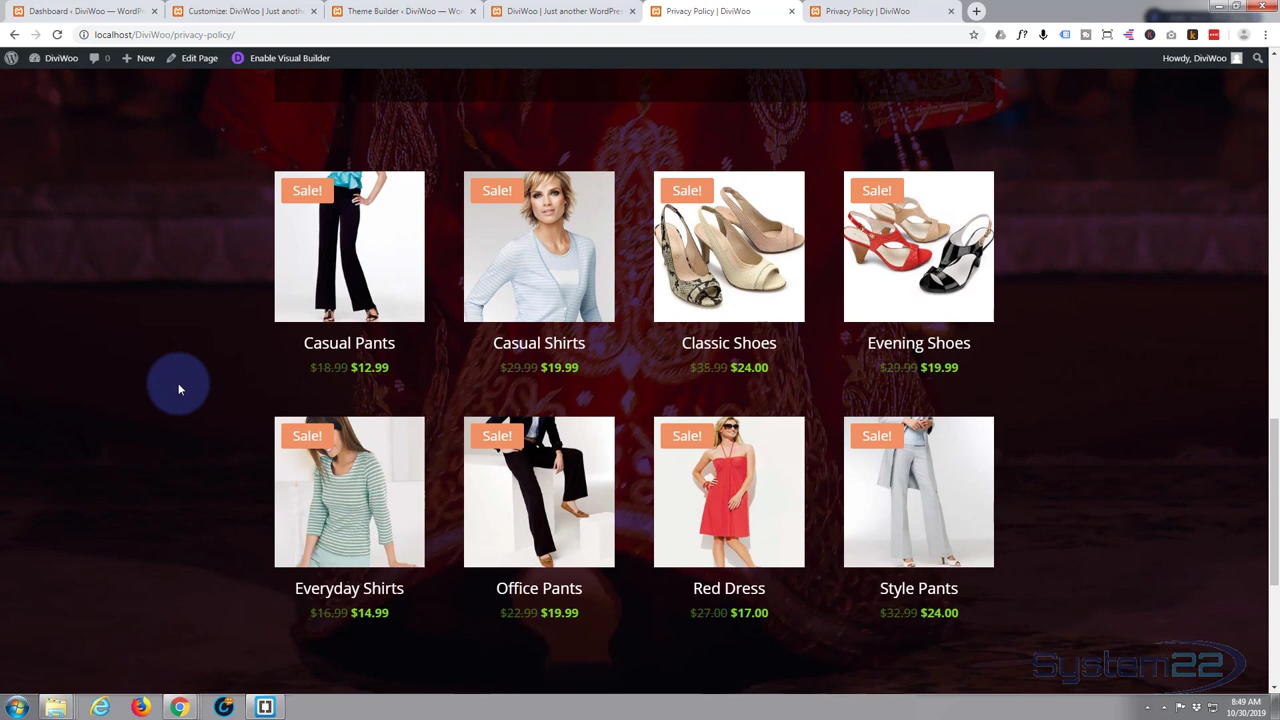 Dashboard ‹ DiviWoo — WordPr
Customize: DiviWoo | Just anoth
Theme Builder ‹ DiviWoo — Wo
DiviWoo | Just another WordPres
Privacy Policy | DiviWoo
Privacy Policy | DiviWoo
localhost/DiviWoo/privacy-policy/
DiviWoo
0
New
Edit Page
Enable Visual Builder
Howdy, DiviWoo
Sale!
Sale!
Sale!
Sale!
Casual Pants
Casual Shirts
Classic Shoes
Evening Shoes
$18.99 $12.99
$29.99 $19.99
$35.99 $24.00
$29.99 $19.99
Sale!
Sale!
Sale!
Sale!
Everyday Shirts
Office Pants
Red Dress
Style Pants
$16.99 $14.99
$22.99 $19.99
$27.00 $17.00
$32.99 $24.00
System22
8:49 AM
10/30/2019